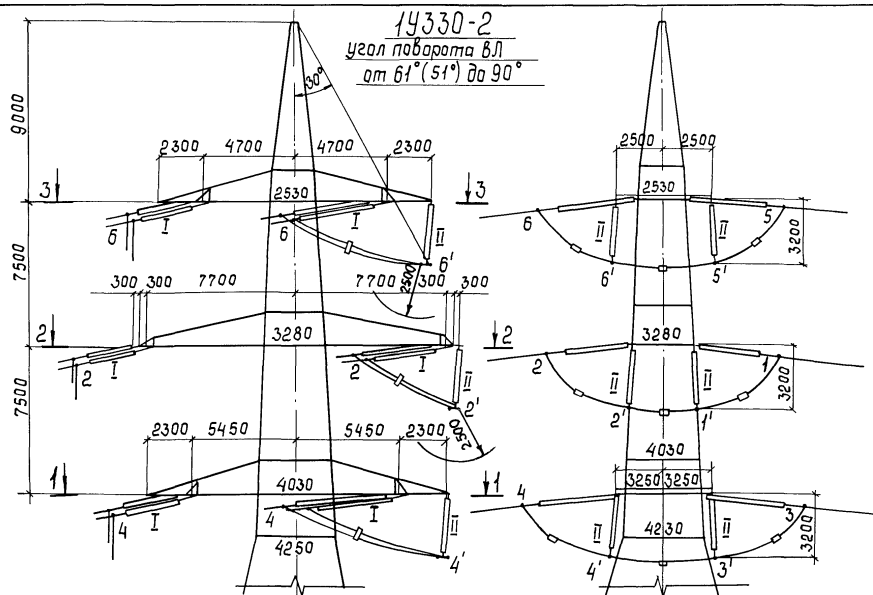 1У330-2
угол поворота ВЛ
от 61°(51°) до 90°
30°
9000
2300 4700 4700 2300
2500 2500
3 2530 3
2530
6 I 6 I II
6 II II 5
7500
6' 2500
6' 5' 3200
300 300 7700 7700 300 300
2 3280 2
3280
2 I 2 I II
2 II II 1
7500
2' 2500
2' 1' 3200
2300 5450 5450 2300
4030
3250 3250
1 4030 1
4 I 4 I II
4 II II 3
4250 4'
4230
4' 3' 3200